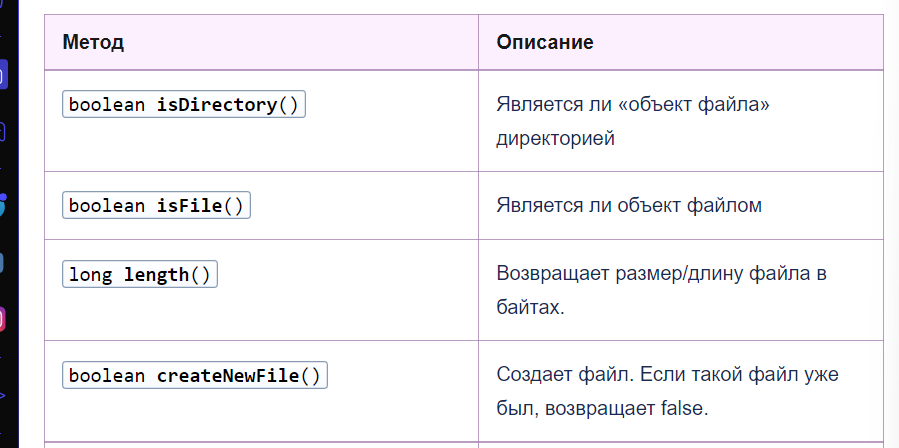 Метод
Описание
boolean isDirectory()
Является ли «объект файла»
директорией
boolean isFile()
Является ли объект файлом
long length()
Возвращает размер/длину файла в
байтах.
boolean createNewFile()
Создает файл. Если такой файл уже
был, возвращает false.